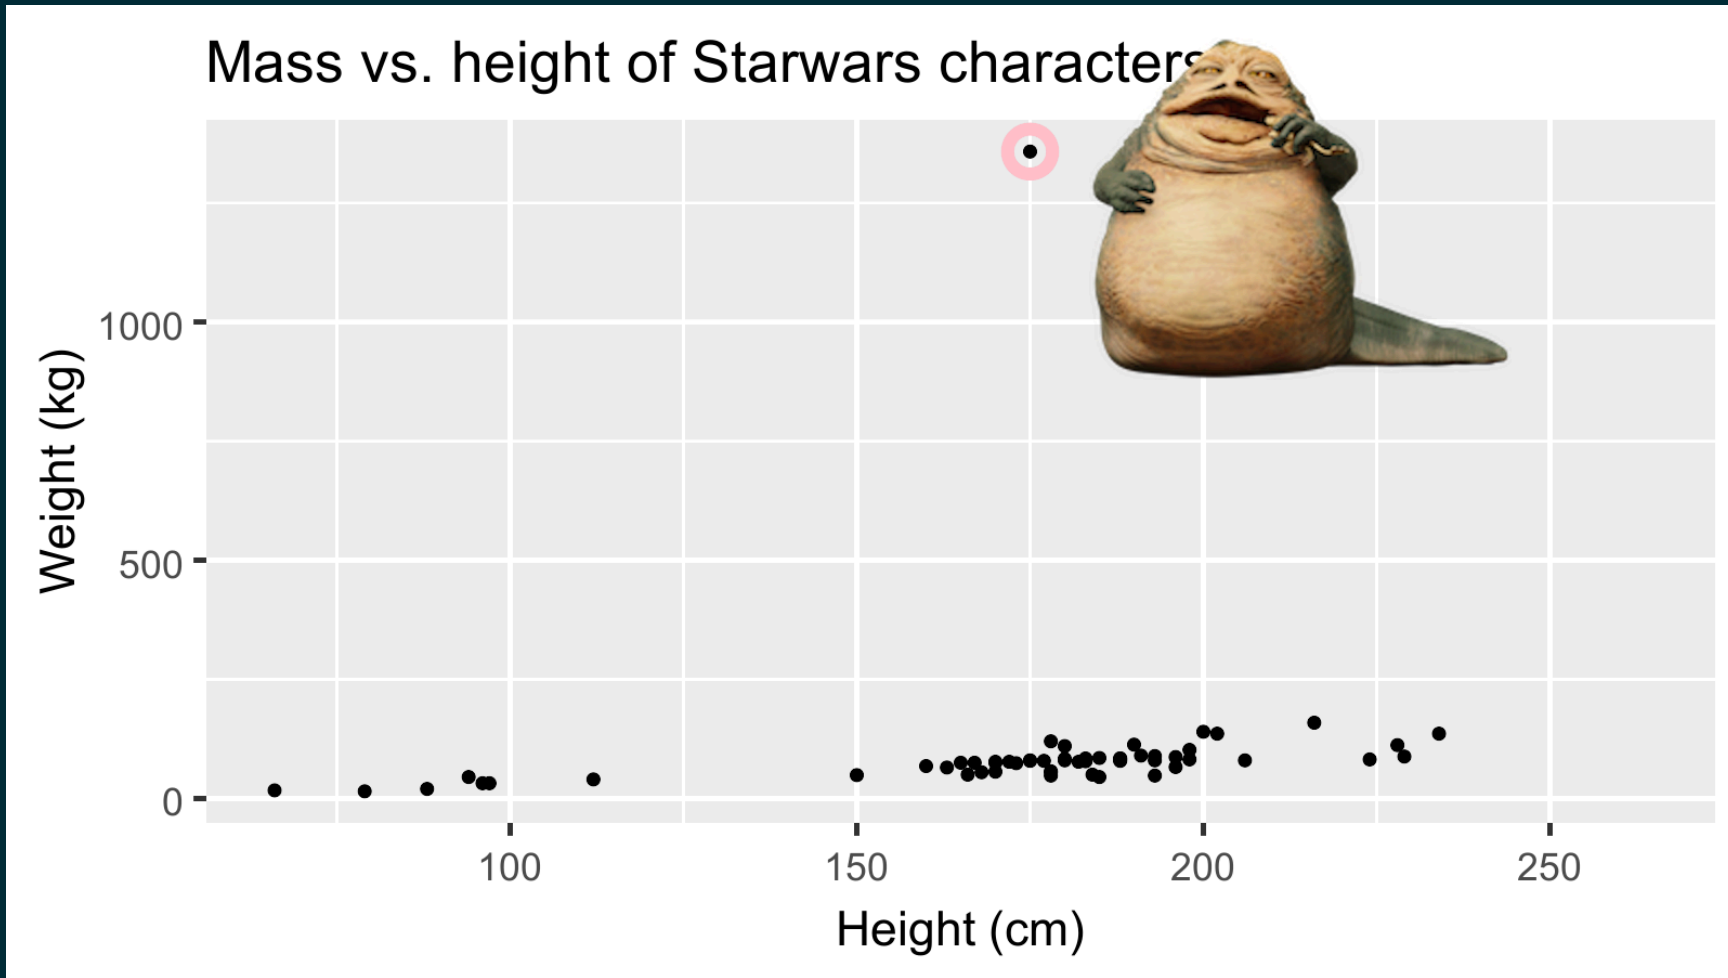 Mass vs. height of Starwars characters
1000
500
0
Weight (kg)
100 150 200 250
Height (cm)